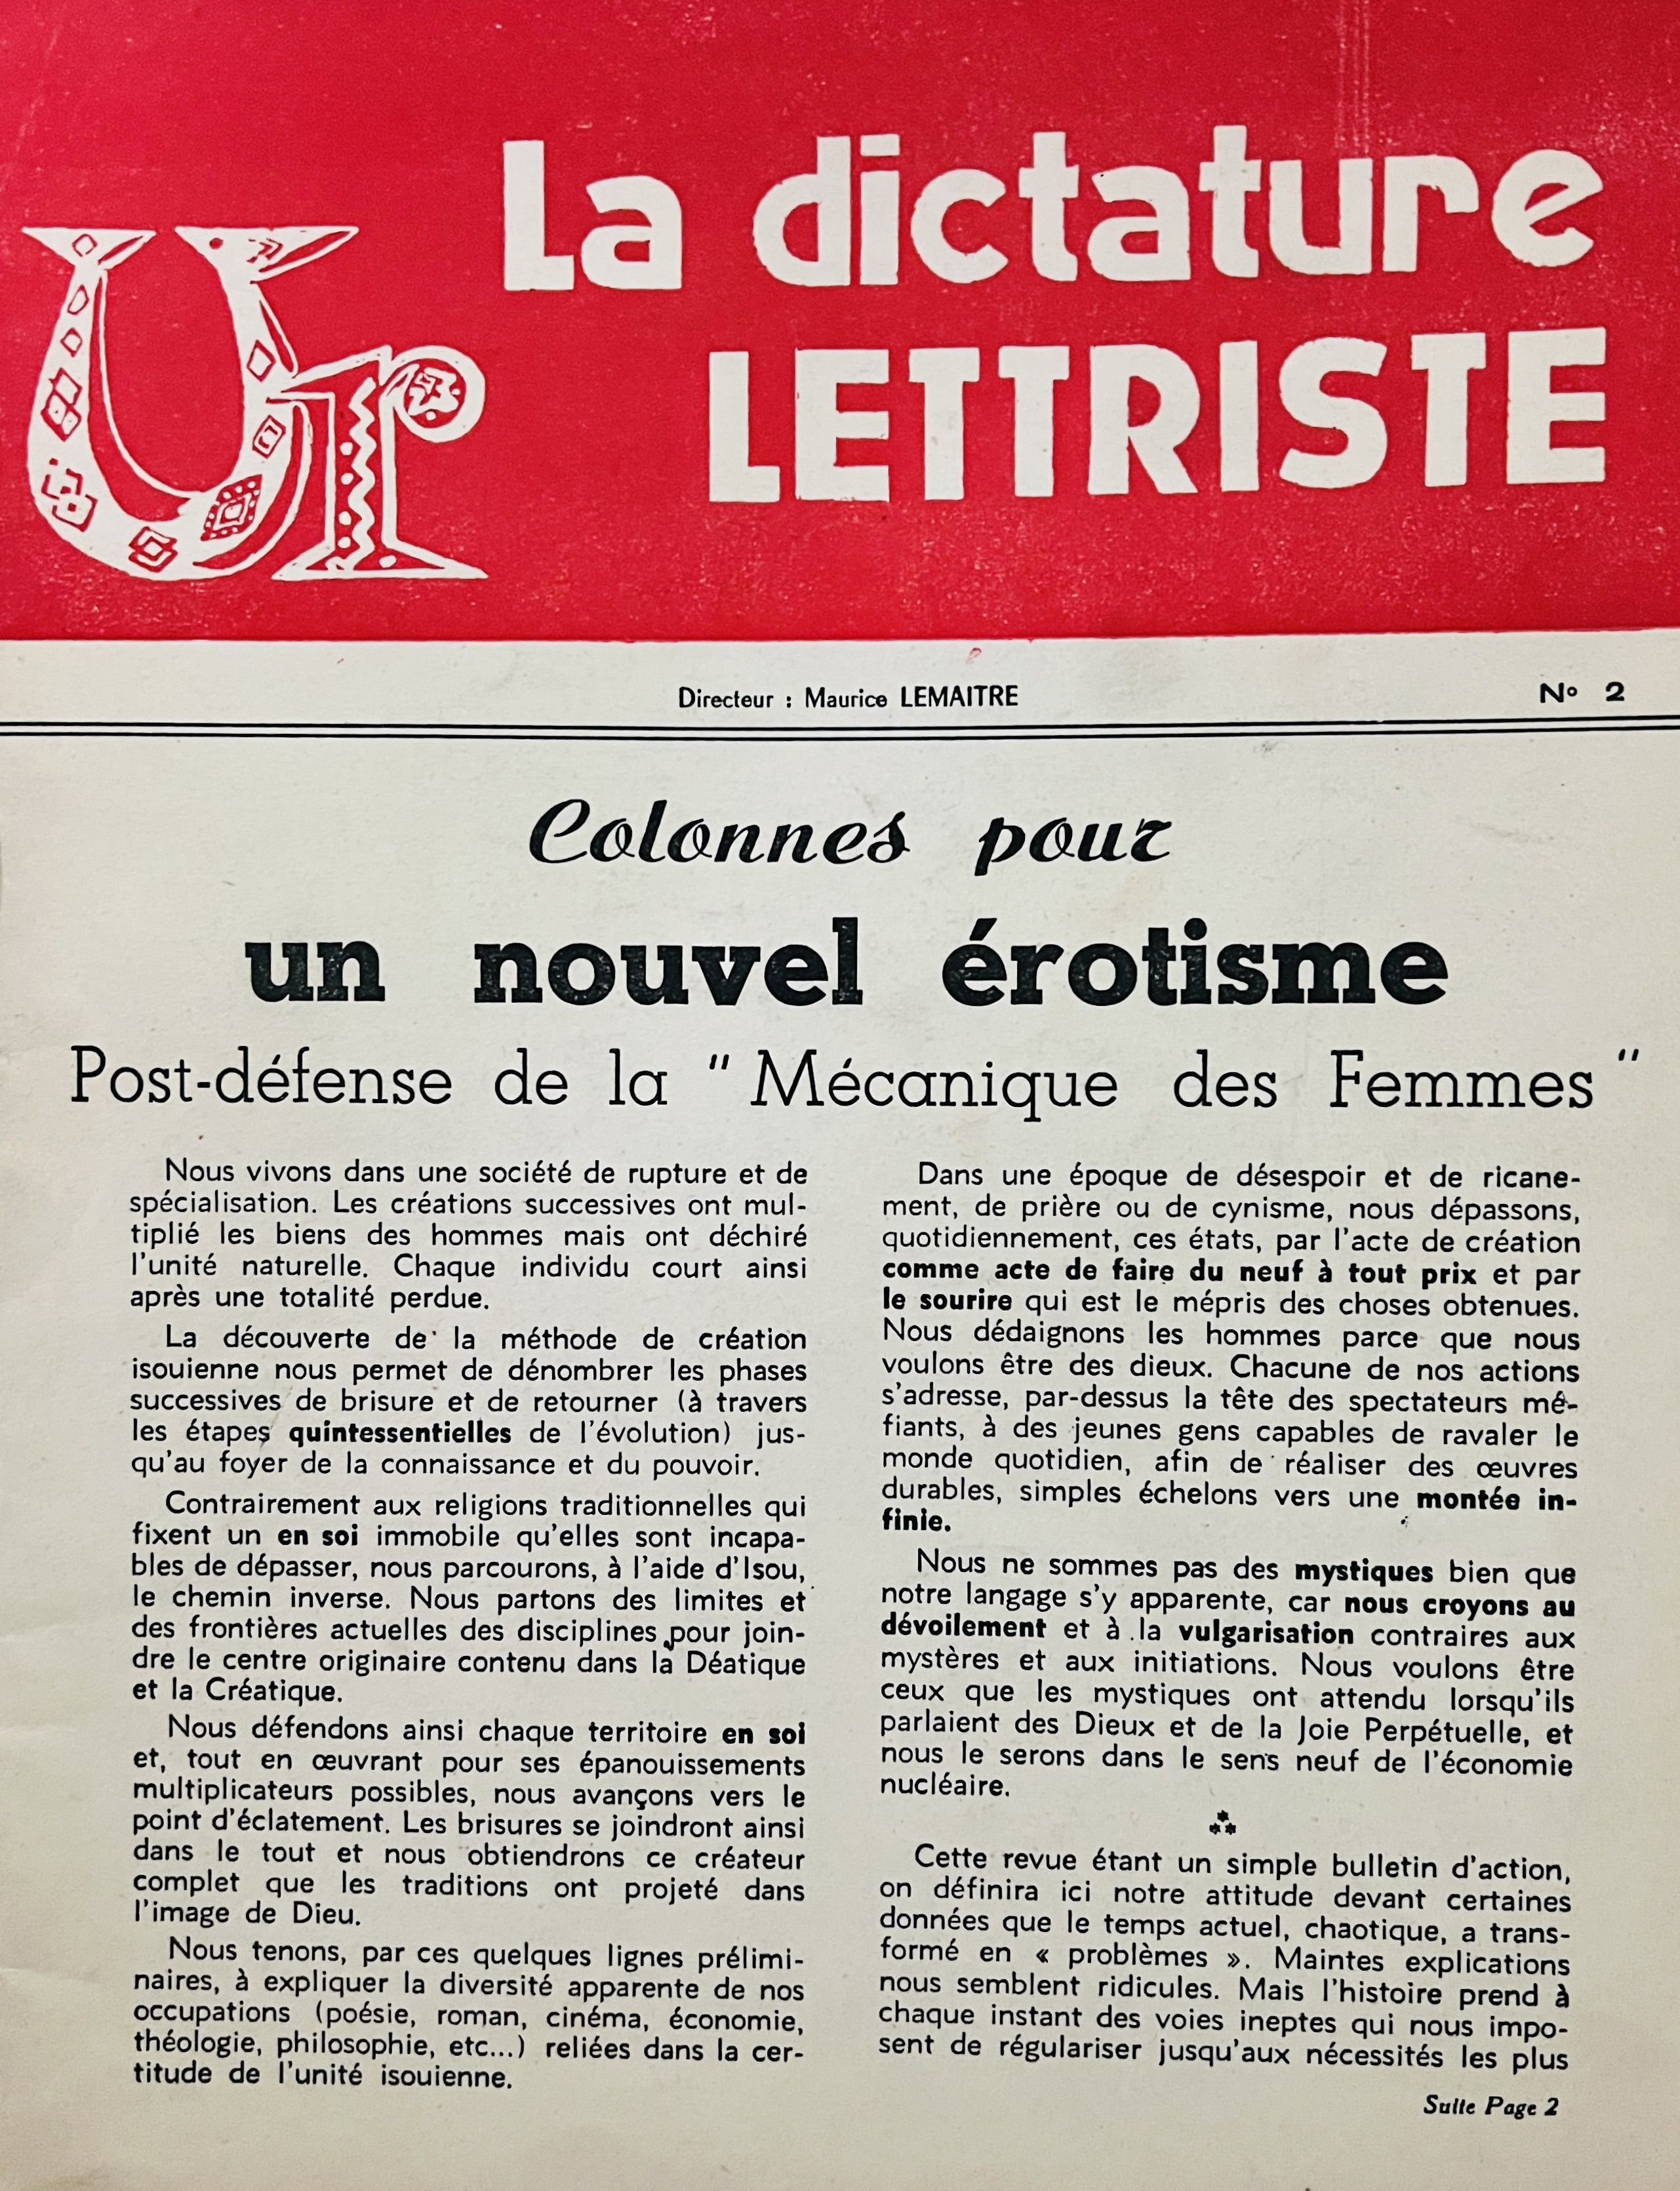 Ur
La dictature
LETTRISTE
Directeur : Maurice LEMAITRE
N° 2
Colonnes pour
un nouvel érotisme
Post-défense de la " Mécanique des Femmes "
Nous vivons dans une société de rupture et de
spécialisation. Les créations successives ont mul-
tiplié les biens des hommes mais ont déchiré
l'unité naturelle. Chaque individu court ainsi
après une totalité perdue.
La découverte de la méthode de création
isouienne nous permet de dénombrer les phases
successives de brisure et de retourner (à travers
les étapes quintessentielles de l'évolution) jus-
qu'au foyer de la connaissance et du pouvoir.
Contrairement aux religions traditionnelles qui
fixent un en soi immobile qu'elles sont incapa-
bles de dépasser, nous parcourons, à l'aide d'Isou,
le chemin inverse. Nous partons des limites et
des frontières actuelles des disciplines pour join-
dre le centre originaire contenu dans la Déatique
et la Créatique.
Nous défendons ainsi chaque territoire en soi
et, tout en œuvrant pour ses épanouissements
multiplicateurs possibles, nous avançons vers le
point d'éclatement. Les brisures se joindront ainsi
dans le tout et nous obtiendrons ce créateur
complet que les traditions ont projeté dans
l'image de Dieu.
Nous tenons, par ces quelques lignes prélimi-
naires, à expliquer la diversité apparente de nos
occupations (poésie, roman, cinéma, économie,
théologie, philosophie, etc...) reliées dans la cer-
titude de l'unité isouienne.
Dans une époque de désespoir et de ricane-
ment, de prière ou de cynisme, nous dépassons,
quotidiennement, ces états, par l'acte de création
comme acte de faire du neuf à tout prix et par
le sourire qui est le mépris des choses obtenues.
Nous dédaignons les hommes parce que nous
voulons être des dieux. Chacune de nos actions
s'adresse, par-dessus la tête des spectateurs mé-
fiants, à des jeunes gens capables de ravaler le
monde quotidien, afin de réaliser des œuvres
durables, simples échelons vers une montée in-
finie.
Nous ne sommes pas des mystiques bien que
notre langage s'y apparente, car nous croyons au
dévoilement et à la vulgarisation contraires aux
mystères et aux initiations. Nous voulons être
ceux que les mystiques ont attendu lorsqu'ils
parlaient des Dieux et de la Joie Perpétuelle, et
nous le serons dans le sens neuf de l'économie
nucléaire.
⁂
Cette revue étant un simple bulletin d'action,
on définira ici notre attitude devant certaines
données que le temps actuel, chaotique, a trans-
formé en « problèmes ». Maintes explications
nous semblent ridicules. Mais l'histoire prend à
chaque instant des voies ineptes qui nous impo-
sent de régulariser jusqu'aux nécessités les plus
Suite Page 2